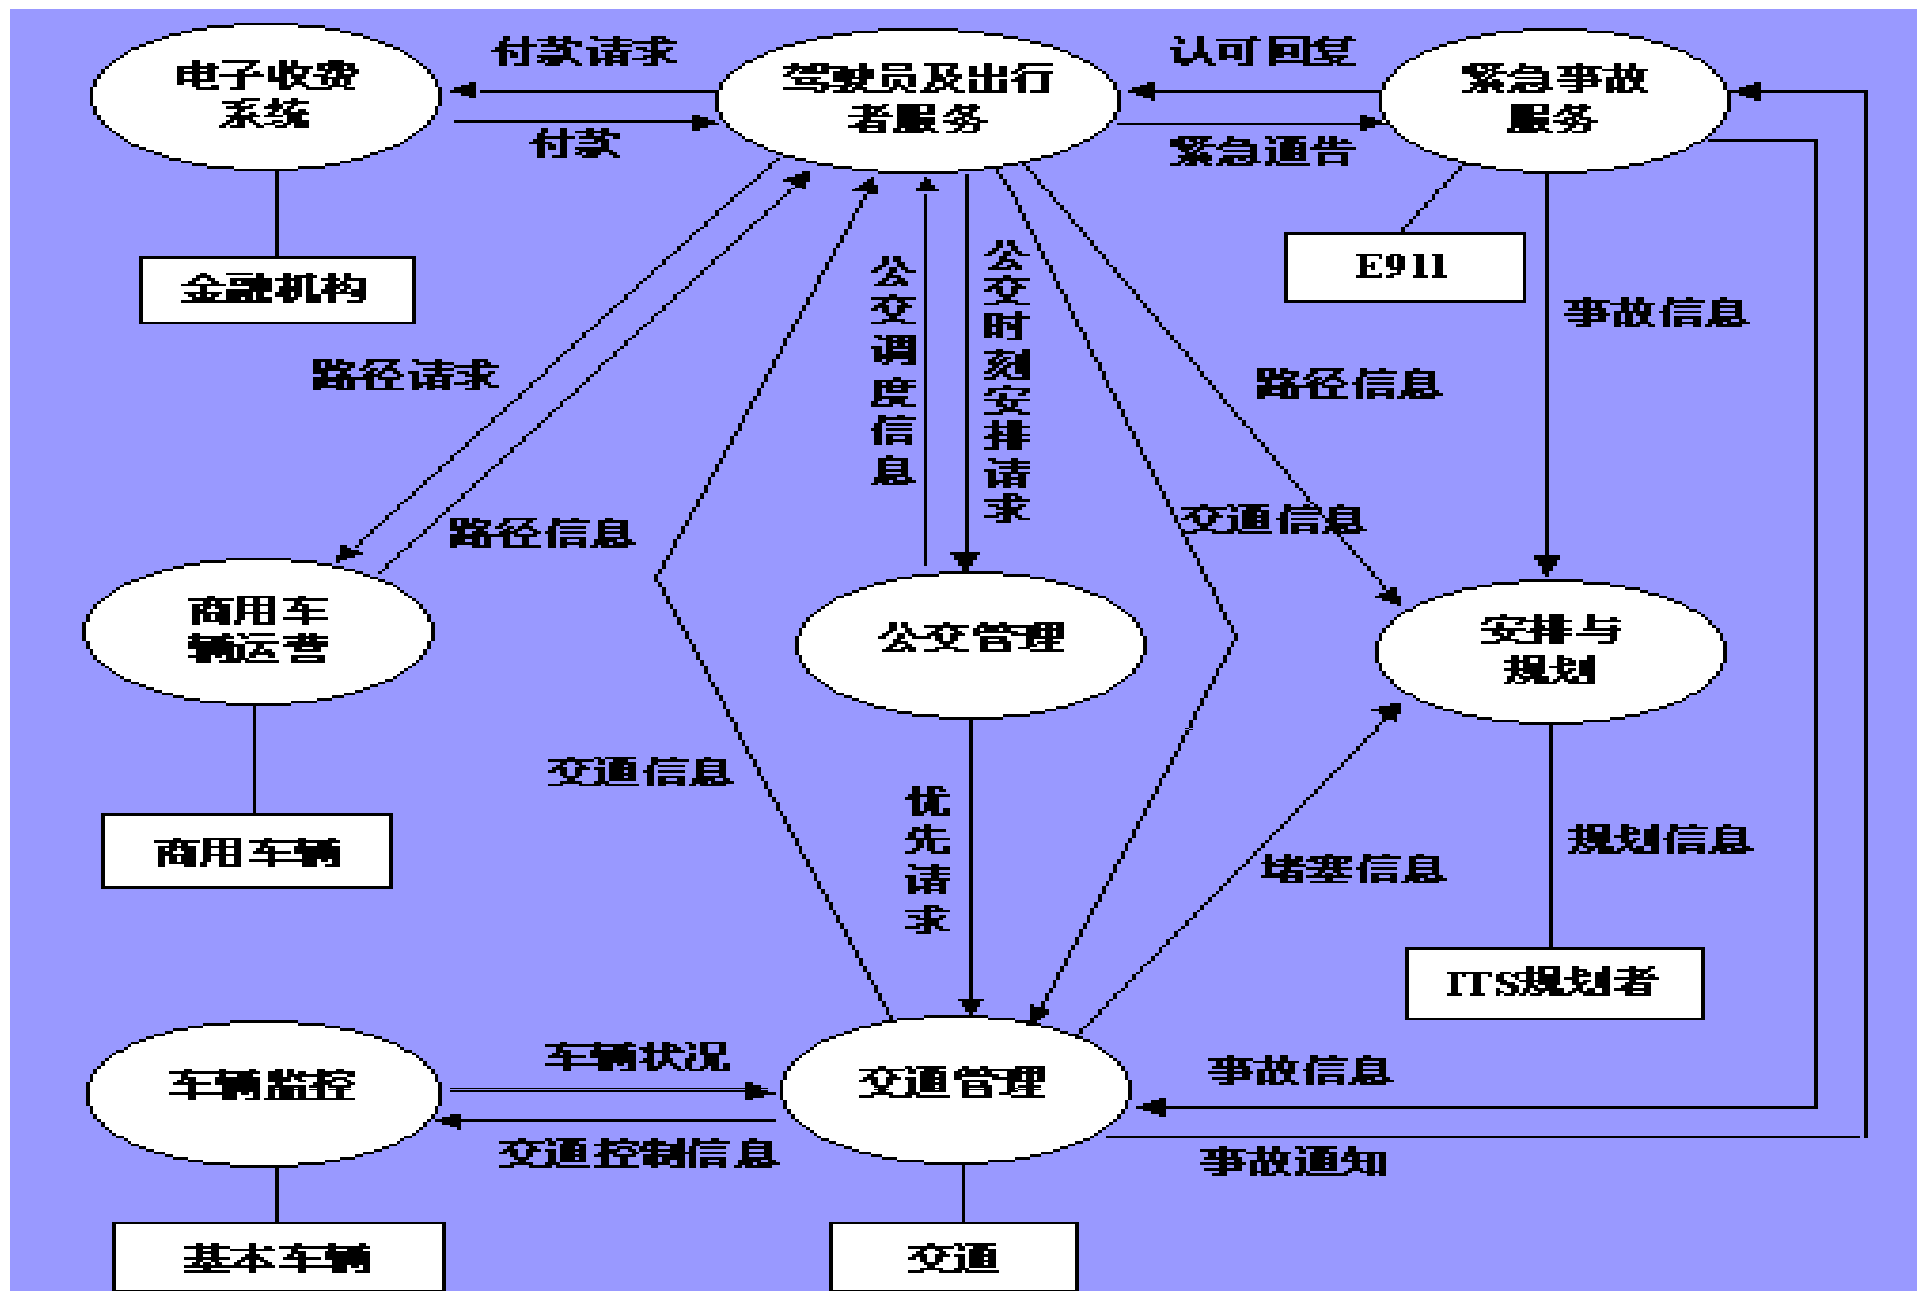 付款请求
认可回复
电子收费
系统
驾驶员及出行
者服务
紧急事故
服务
付款
紧急通告
金融机构
E911
公交调度信息
公交时刻安排请求
事故信息
路径请求
路径信息
路径信息
交通信息
商用车
辆运营
公交管理
安排与
规划
交通信息
优先请求
堵塞信息
规划信息
商用车辆
ITS规划者
车辆状况
事故信息
车辆监控
交通管理
交通控制信息
事故通知
基本车辆
交通